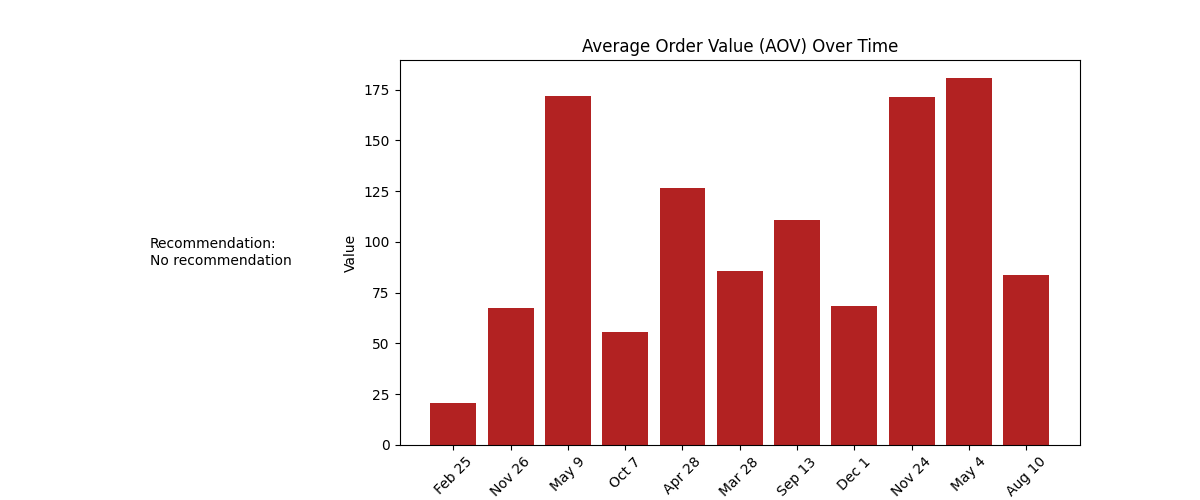 Average Order Value (AOV) Over Time
Recommendation:
No recommendation
Value
175
150
125
100
75
50
25
0
Feb 25
Nov 26
May 9
Oct 7
Apr 28
Mar 28
Sep 13
Dec 1
Nov 24
May 4
Aug 10